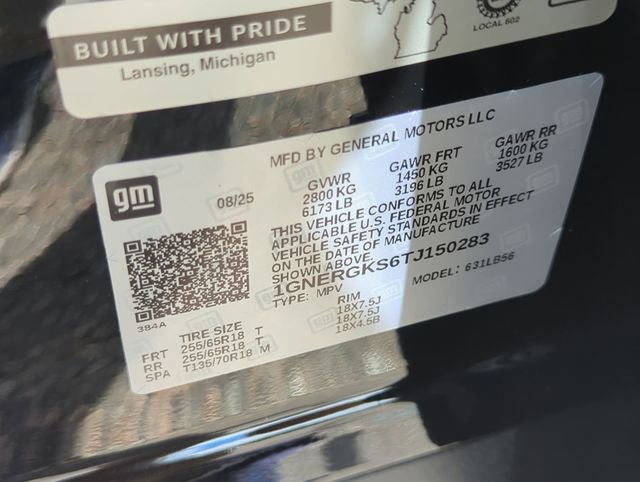 BUILT WITH PRIDE
Lansing, Michigan
LOCAL 602
MFD BY GENERAL MOTORS LLC
gm
08/25
GVWR
2800 KG
6173 LB
GAWR FRT
1450 KG
3196 LB
GAWR RR
1600 KG
3527 LB
THIS VEHICLE CONFORMS TO ALL
APPLICABLE U.S. FEDERAL MOTOR
VEHICLE SAFETY STANDARDS IN EFFECT
ON THE DATE OF MANUFACTURE
SHOWN ABOVE.
1GNERGKS6TJ150283
TYPE: MPV
MODEL: 631LB56
384A
TIRE SIZE
RIM
FRT 255/65R18 T 18X7.5J
RR 255/65R18 T 18X7.5J
SPA T135/70R18 M 18X4.5B